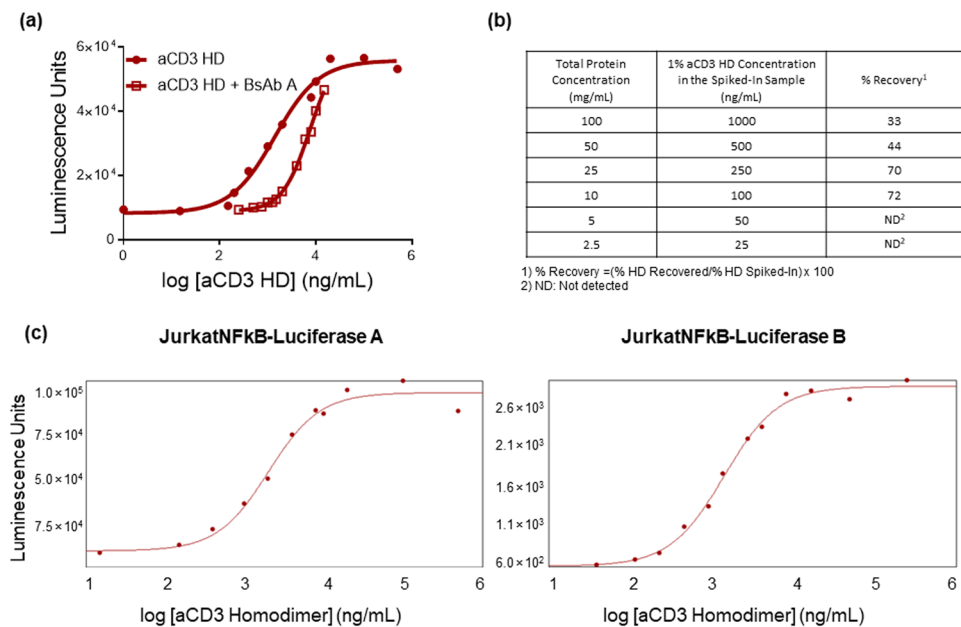 (a)
6×10⁴
4×10⁴
2×10⁴
0
Luminescence Units
aCD3 HD
aCD3 HD + BsAb A
0 2 4 6
log [aCD3 HD] (ng/mL)
(b)
Total Protein Concentration (mg/mL) 1% aCD3 HD Concentration in the Spiked-In Sample (ng/mL) % Recovery¹
100 1000 33
50 500 44
25 250 70
10 100 72
5 50 ND²
2.5 25 ND²
1) % Recovery =(% HD Recovered/% HD Spiked-In) x 100
2) ND: Not detected
(c)
JurkatNFkB-Luciferase A
Luminescence Units
1.0×10⁵
7.5×10⁴
5.0×10⁴
7.5×10⁴
1 2 3 4 5 6
log [aCD3 Homodimer] (ng/mL)
JurkatNFkB-Luciferase B
2.6×10³
2.1×10³
1.6×10³
1.1×10³
6.0×10²
1 2 3 4 5 6
log [aCD3 Homodimer] (ng/mL)